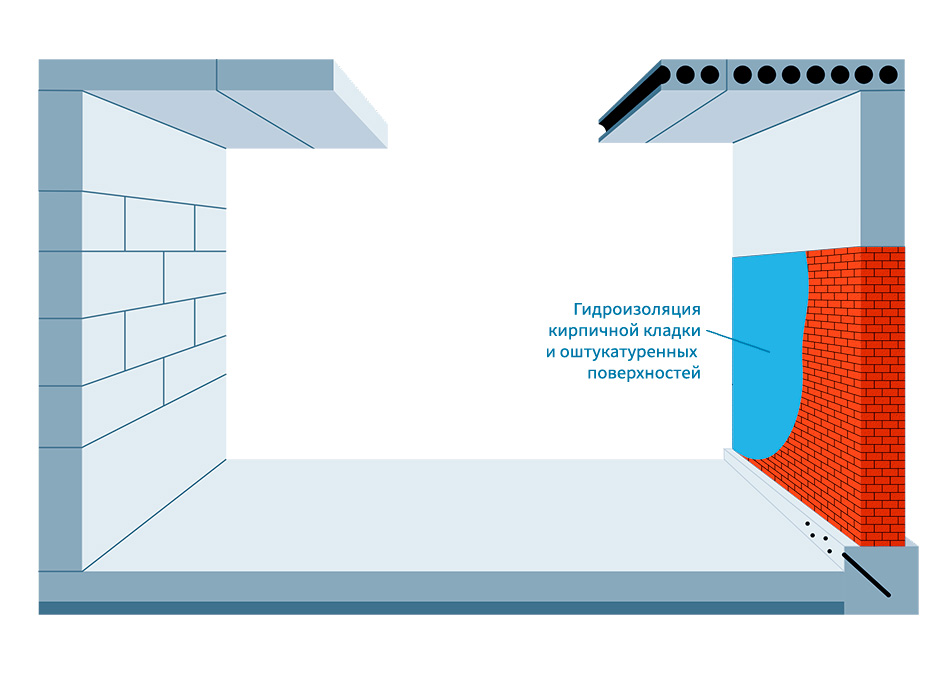 Гидроизоляция
кирпичной кладки
и оштукатуренных
поверхностей